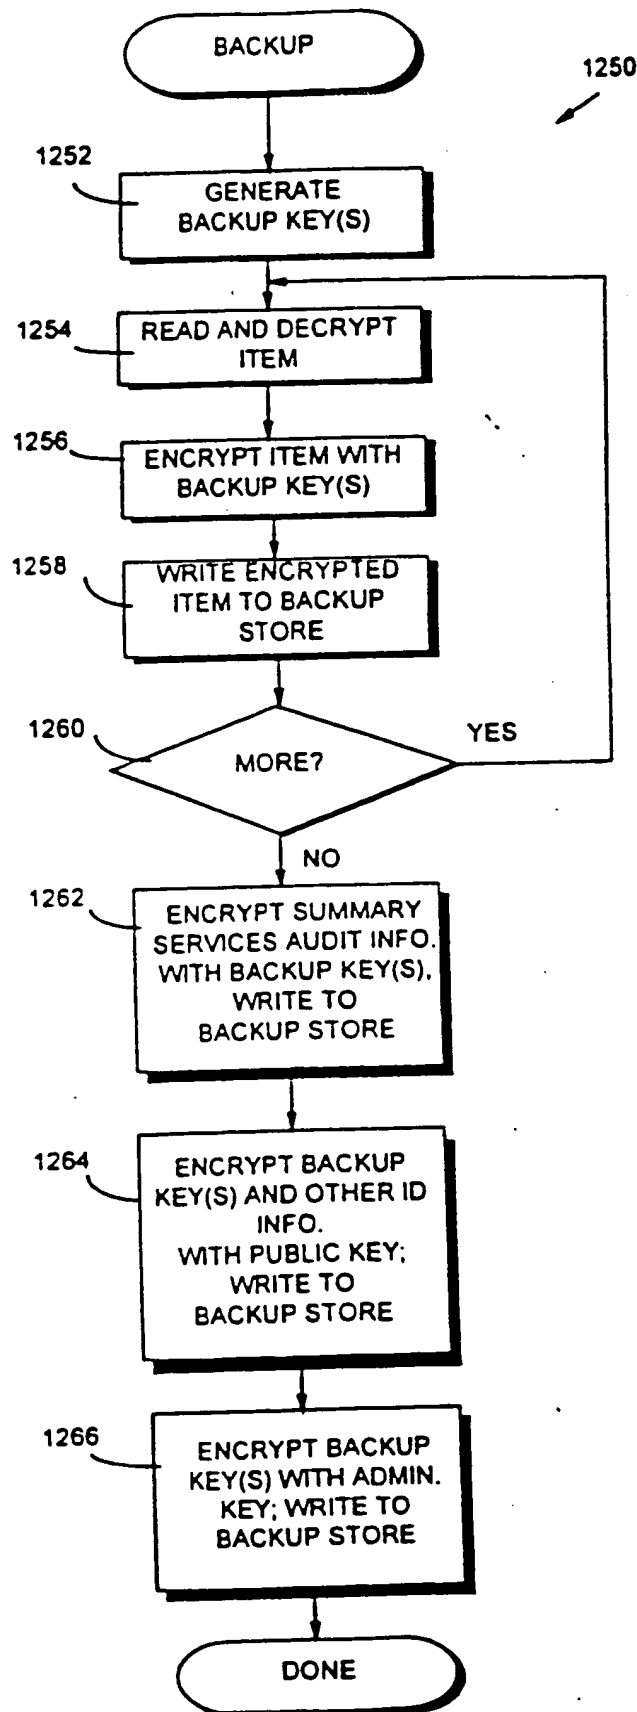 BACKUP
1250
1252
GENERATE
BACKUP KEY(S)
1254
READ AND DECRYPT
ITEM
1256
ENCRYPT ITEM WITH
BACKUP KEY(S)
1258
WRITE ENCRYPTED
ITEM TO BACKUP
STORE
1260
MORE?
YES
NO
1262
ENCRYPT SUMMARY
SERVICES AUDIT INFO.
WITH BACKUP KEY(S),
WRITE TO
BACKUP STORE
1264
ENCRYPT BACKUP
KEY(S) AND OTHER ID
INFO.
WITH PUBLIC KEY;
WRITE TO
BACKUP STORE
1266
ENCRYPT BACKUP
KEY(S) WITH ADMIN.
KEY; WRITE TO
BACKUP STORE
DONE